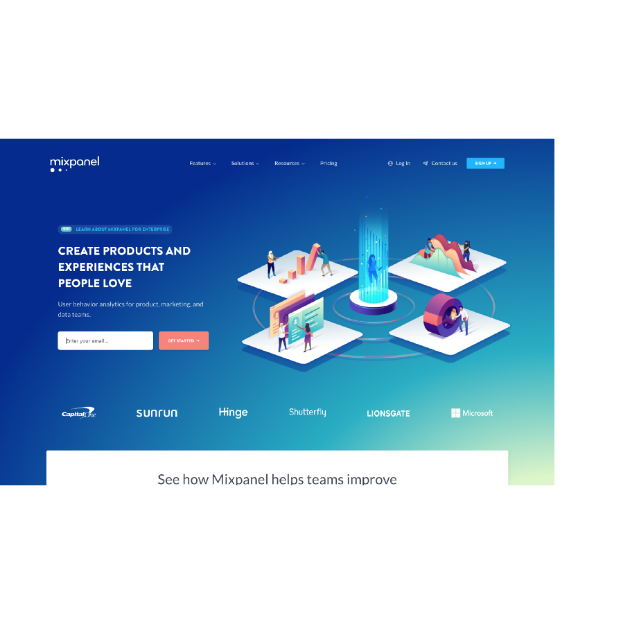 mixpanel
Features
Solutions
Resources
Pricing
Log In
Contact us
SIGN UP
LEARN ABOUT MIXPANEL FOR ENTERPRISE
CREATE PRODUCTS AND
EXPERIENCES THAT
PEOPLE LOVE
User behavior analytics for product, marketing, and
data teams.
Enter your email...
GET STARTED
Capital One
SUNRUN
Hinge
Shutterfly
LIONSGATE
Microsoft
See how Mixpanel helps teams improve